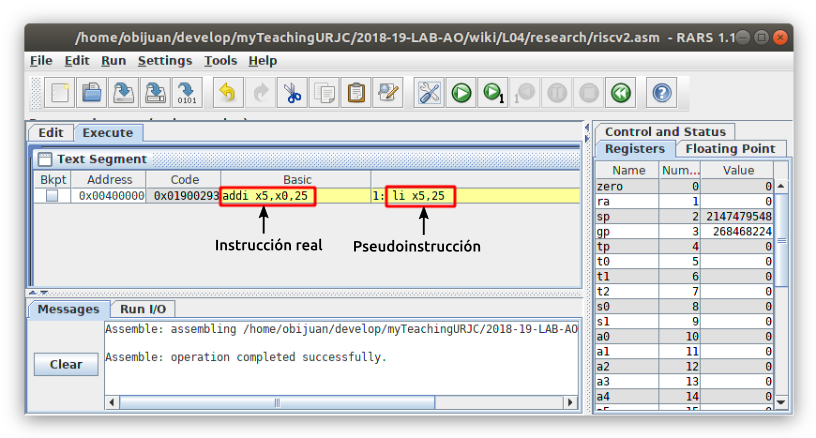 /home/obijuan/develop/myTeachingURJC/2018-19-LAB-AO/wiki/L04/research/riscv2.asm - RARS 1.1
File Edit Run Settings Tools Help
0101
1
1
Edit Execute
Text Segment
Bkpt Address Code Basic
0x00400000 0x01900293 addi x5,x0,25 1: li x5,25
Instrucción real Pseudoinstrucción
Messages Run I/O
Assemble: assembling /home/obijuan/develop/myTeachingURJC/2018-19-LAB-AO
Assemble: operation completed successfully.
Clear
Control and Status
Registers Floating Point
Name Num... Value
zero 0 0
ra 1 0
sp 2 2147479548
gp 3 268468224
tp 4 0
t0 5 0
t1 6 0
t2 7 0
s0 8 0
s1 9 0
a0 10 0
a1 11 0
a2 12 0
a3 13 0
a4 14 0